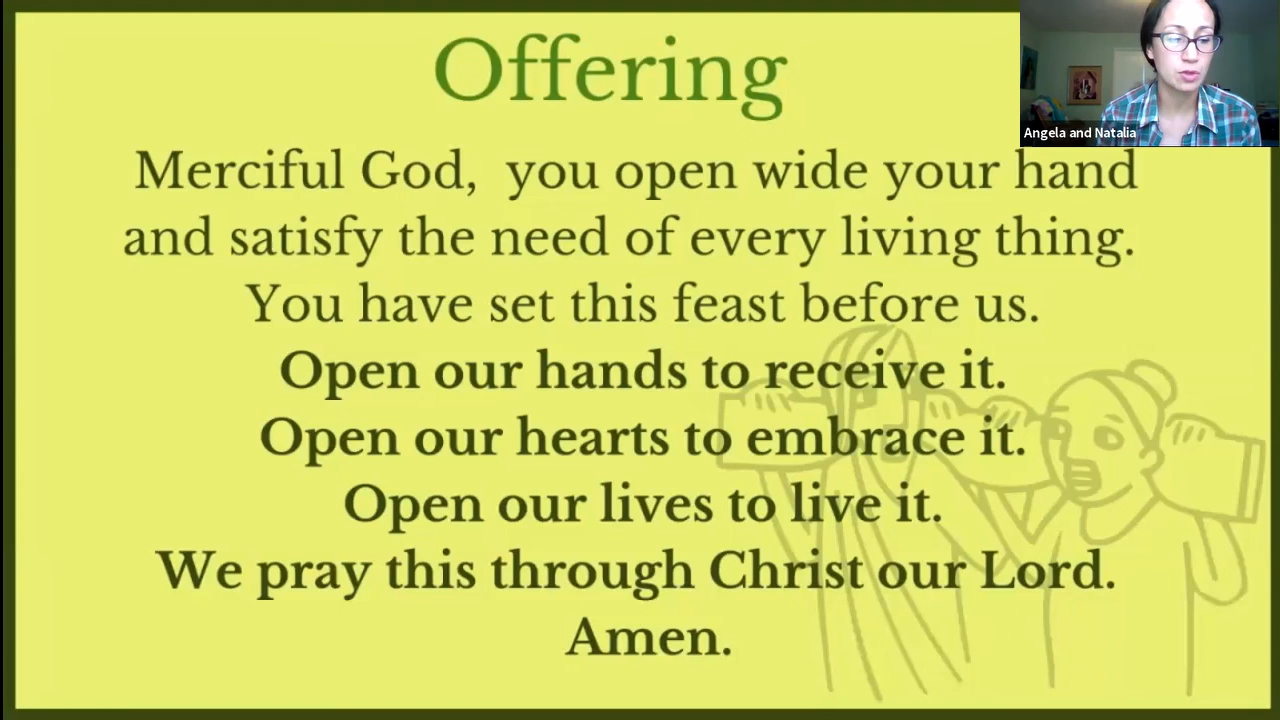 Offering
Angela and Natalia
Merciful God, you open wide your hand
and satisfy the need of every living thing.
You have set this feast before us.
Open our hands to receive it.
Open our hearts to embrace it.
Open our lives to live it.
We pray this through Christ our Lord.
Amen.